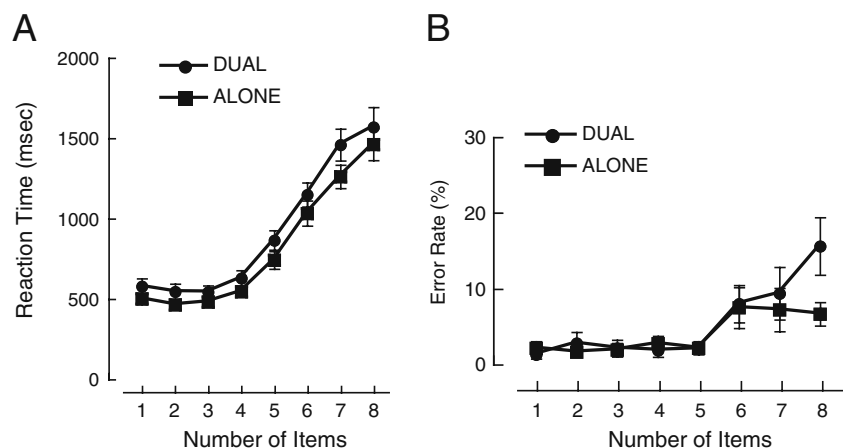 A
2000
1500
1000
500
0
Reaction Time (msec)
DUAL
ALONE
1 2 3 4 5 6 7 8
Number of Items
B
30
20
10
0
Error Rate (%)
DUAL
ALONE
1 2 3 4 5 6 7 8
Number of Items